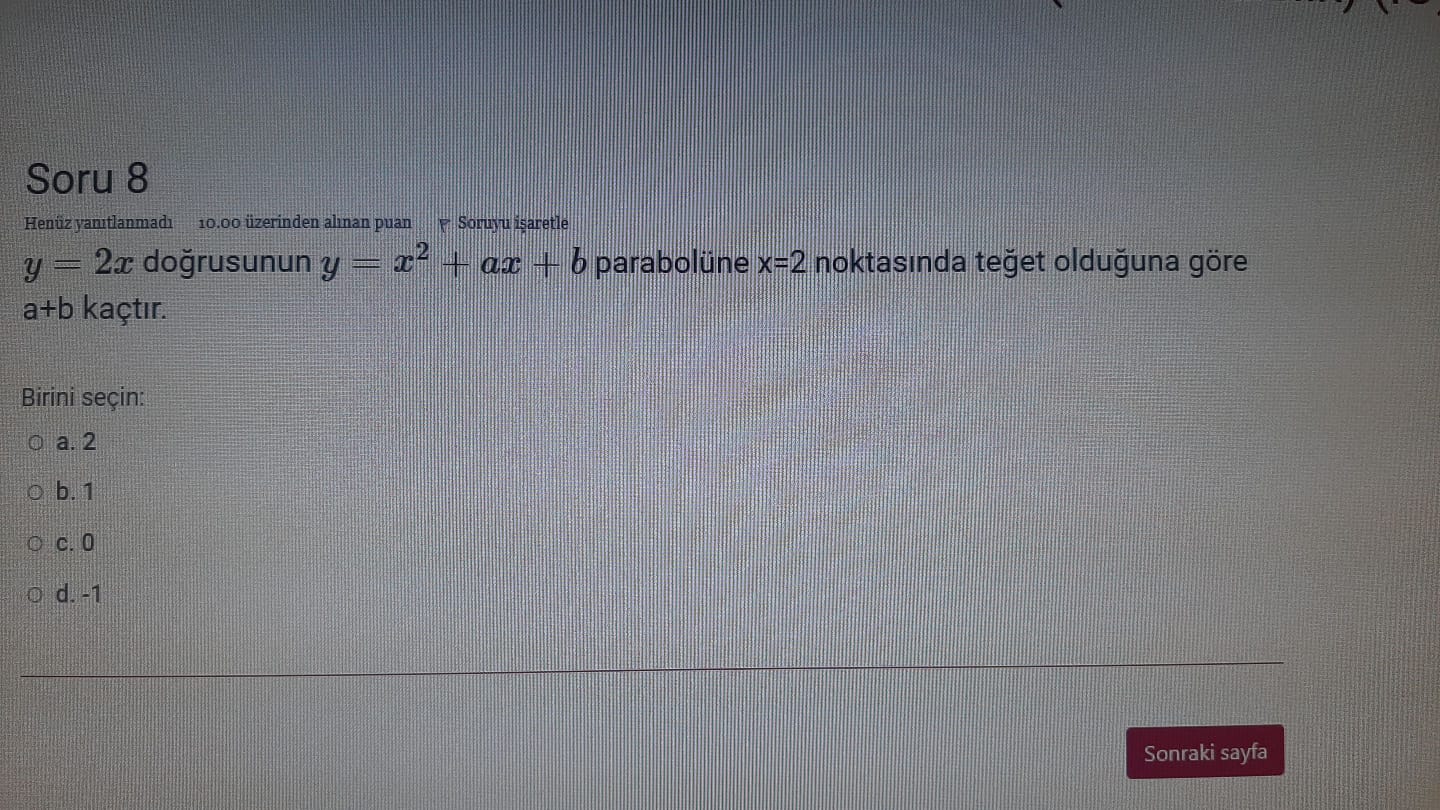 Soru 8
Henüz yanıtlanmadı 10.00 üzerinden alınan puan Soruyu işaretle
y = 2x doğrusunun y = x² + ax + b parabolüne x=2 noktasında teğet olduğuna göre
a+b kaçtır.
Birini seçin:
a. 2
b. 1
c. 0
d. -1
Sonraki sayfa